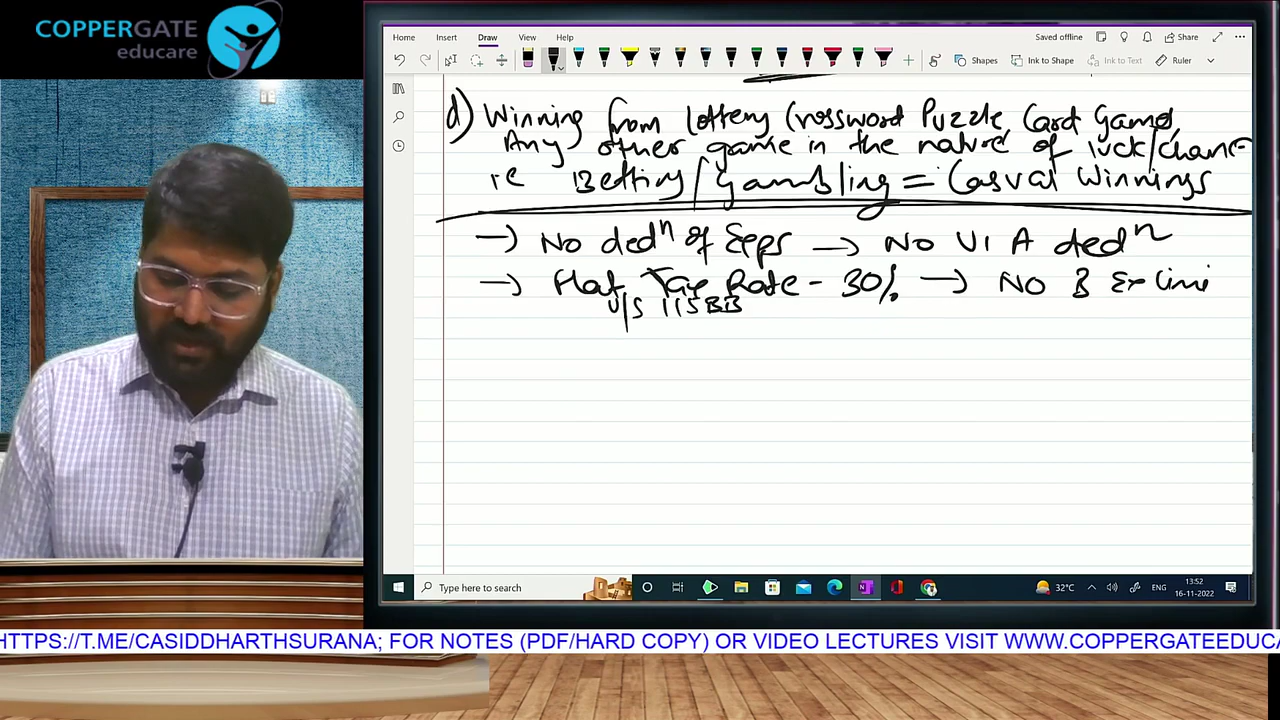 COPPERGATE
educare
Home Insert Draw View Help
Saved offline
Share
Shapes
Ink to Shape
Ink to Text
Ruler
d) Winning from lottery Crossword Puzzle Card Games,
Any other game in the nature of luck/chance
ie Betting/Gambling = Casual Winnings
→ No dedⁿ of Exps → No VI A dedⁿ
→ Flat Tax Rate - 30% → No B Ex Limi
U/S 115BB
Type here to search
32°C
ENG
13:52
16-11-2022
HTTPS://T.ME/CASIDDHARTHSURANA; FOR NOTES (PDF/HARD COPY) OR VIDEO LECTURES VISIT WWW.COPPERGATEEDUCA